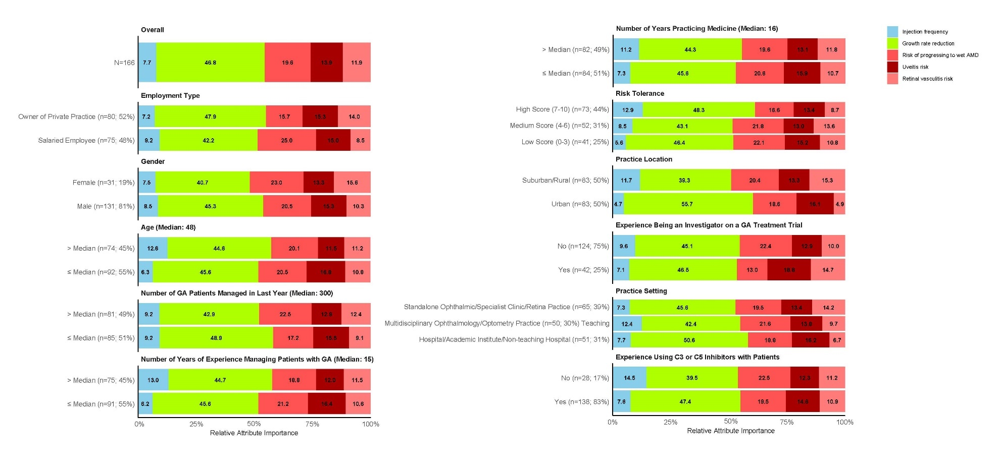 Overall
N=166
7.7 46.8 19.6 13.9 11.9
Employment Type
Owner of Private Practice (n=80; 52%)
7.2 47.9 15.7 15.3 14.0
Salaried Employee (n=75; 48%)
9.2 42.2 25.0 15.0 8.5
Gender
Female (n=31; 19%)
7.5 40.7 23.0 13.3 15.6
Male (n=131; 81%)
8.5 45.3 20.5 15.3 10.3
Age (Median: 48)
> Median (n=74; 45%)
12.6 44.6 20.1 11.5 11.2
≤ Median (n=92; 55%)
6.3 45.6 20.5 16.8 10.8
Number of GA Patients Managed in Last Year (Median: 300)
> Median (n=81; 49%)
9.2 42.9 22.5 12.9 12.4
≤ Median (n=85; 51%)
9.2 48.9 17.2 15.5 9.1
Number of Years of Experience Managing Patients with GA (Median: 15)
> Median (n=75; 45%)
13.0 44.7 18.8 12.0 11.5
≤ Median (n=91; 55%)
6.2 45.6 21.2 16.4 10.6
0% 25% 50% 75% 100%
Relative Attribute Importance
Number of Years Practicing Medicine (Median: 16)
> Median (n=82; 49%)
11.2 44.3 19.6 13.1 11.8
≤ Median (n=84; 51%)
7.3 45.6 20.6 15.9 10.7
Risk Tolerance
High Score (7-10) (n=73; 44%)
12.9 48.3 16.6 13.4 8.7
Medium Score (4-6) (n=52; 31%)
8.5 43.1 21.8 13.0 13.6
Low Score (0-3) (n=41; 25%)
5.6 46.4 22.1 15.2 10.8
Practice Location
Suburban/Rural (n=83; 50%)
11.7 39.3 20.4 13.3 15.3
Urban (n=83; 50%)
4.7 55.7 18.6 16.1 4.9
Experience Being an Investigator on a GA Treatment Trial
No (n=124; 75%)
9.6 45.1 22.4 12.9 10.0
Yes (n=42; 25%)
7.1 46.5 13.0 18.8 14.7
Practice Setting
Standalone Ophthalmic/Specialist Clinic/Retina Pactice (n=65; 39%)
7.3 45.6 19.5 13.4 14.2
Multidisciplinary Ophthalmology/Optometry Practice (n=50; 30%) Teaching
12.4 42.4 21.6 13.8 9.7
Hospital/Academic Institute/Non-teaching Hospital (n=51; 31%)
7.7 50.6 18.8 16.2 6.7
Experience Using C3 or C5 Inhibitors with Patients
No (n=28; 17%)
14.5 39.5 22.5 12.3 11.2
Yes (n=138; 83%)
7.6 47.4 19.5 14.6 10.9
0% 25% 50% 75% 100%
Relative Attribute Importance
Injection frequency
Growth rate reduction
Risk of progressing to wet AMD
Uveitis risk
Retinal vasculitis risk